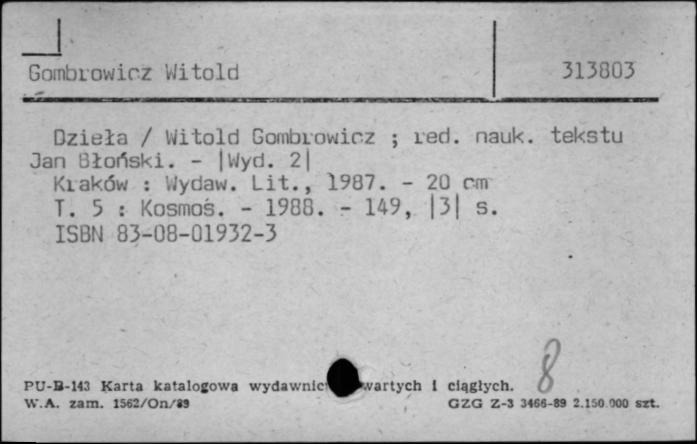 Gombrowicz Witold 313803
Dzieła / Witold Gombrowicz ; red. nauk. tekstu
Jan Błoński. - |Wyd. 2|
Kraków : Wydaw. Lit., 1987. - 20 cm
T. 5 : Kosmos. - 1988. - 149, |3| s.
ISBN 83-08-01932-3
8
PU-B-143 Karta katalogowa wydawnic wartych i ciągłych.
W.A. zam. 1562/On/89 GZG Z-3 3466-89 2.150.000 szt.